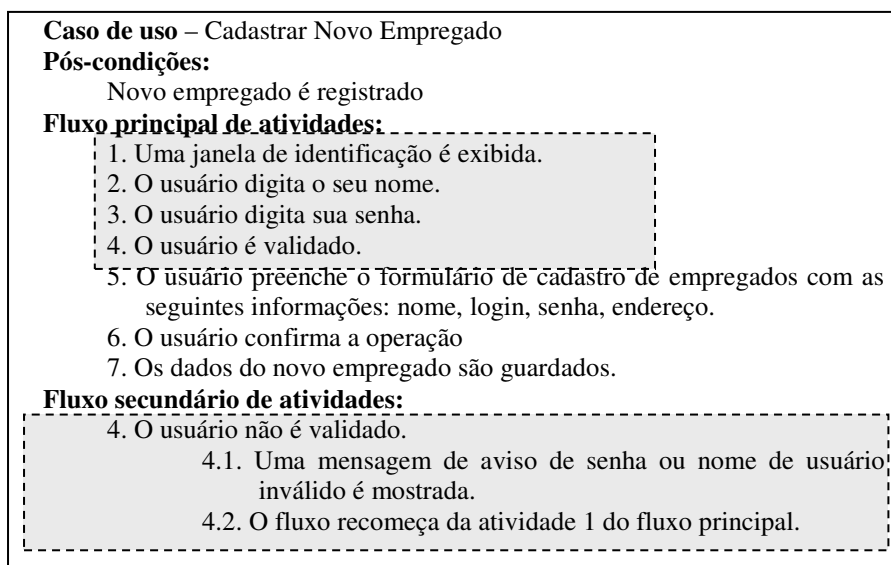 Caso de uso – Cadastrar Novo Empregado
Pós-condições:
Novo empregado é registrado
Fluxo principal de atividades:
1. Uma janela de identificação é exibida.
2. O usuário digita o seu nome.
3. O usuário digita sua senha.
4. O usuário é validado.
5. O usuário preenche o formulário de cadastro de empregados com as
seguintes informações: nome, login, senha, endereço.
6. O usuário confirma a operação
7. Os dados do novo empregado são guardados.
Fluxo secundário de atividades:
4. O usuário não é validado.
4.1. Uma mensagem de aviso de senha ou nome de usuário
inválido é mostrada.
4.2. O fluxo recomeça da atividade 1 do fluxo principal.